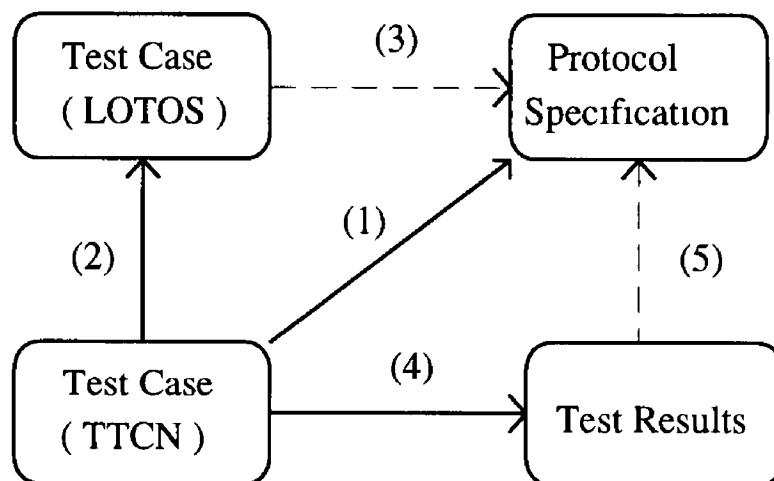 Test Case
( LOTOS )
(3)
Protocol
Specification
(2)
(1)
(5)
Test Case
( TTCN )
(4)
Test Results